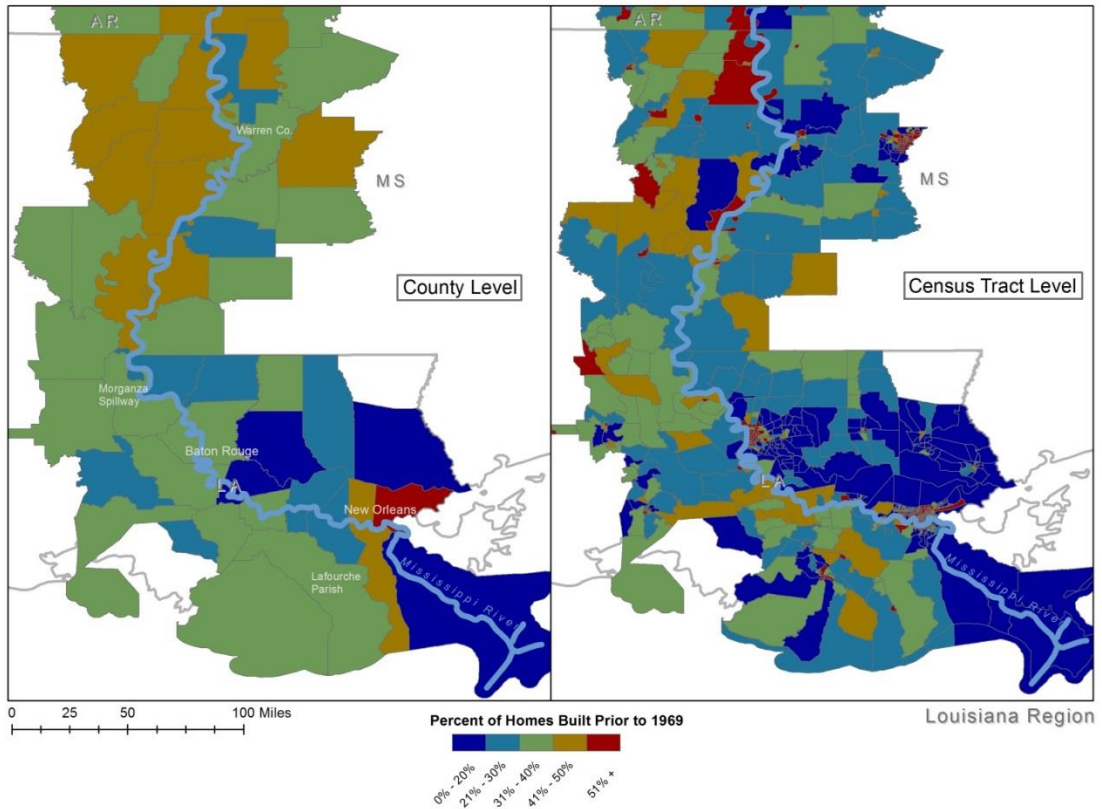 AR
Warren Co.
MS
County Level
Morganza
Spillway
Baton Rouge
LA
New Orleans
Lafourche
Parish
Mississippi River
AR
MS
Census Tract Level
LA
Mississippi River
0 25 50 100 Miles
Percent of Homes Built Prior to 1969
0% - 20%
21% - 30%
31% - 40%
41% - 50%
51% +
Louisiana Region